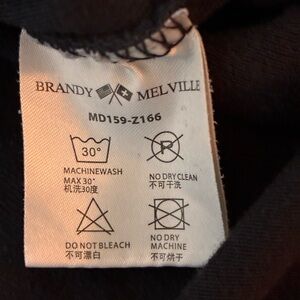 BRANDY MELVILLE
MD159-Z166
30°
P
MACHINEWASH
MAX 30°
机洗30度
NO DRY CLEAN
不可干洗
DO NOT BLEACH
不可漂白
NO DRY
MACHINE
不可烘干